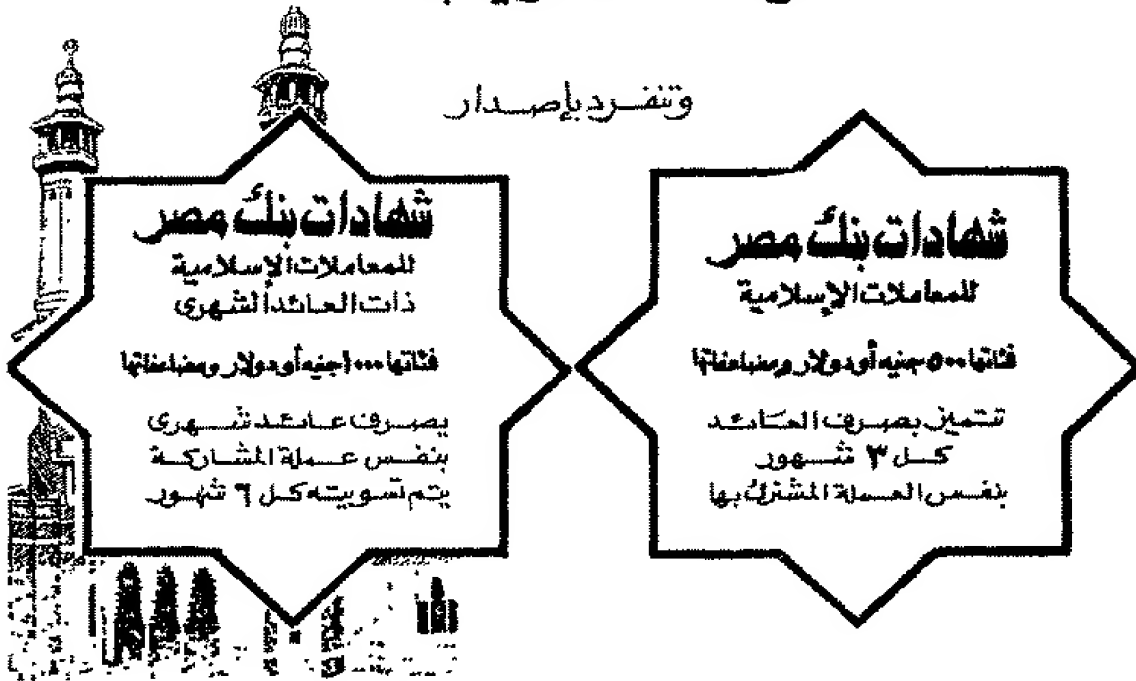 وتنفرد بإصدار
شهادات بنك مصر
للمعاملات الإسلامية
فئاتها ٥٠٠ جنيه أو دولار ومضاعفاتها
تتميز بصرف العائد
كل ٣ شهور
بنفس العملة المشترك بها
شهادات بنك مصر
للمعاملات الإسلامية
ذات العائد الشهرى
فئاتها ١٠٠٠ جنيه أو دولار ومضاعفاتها
يصرف عائد شهرى
بنفس عملة المشاركة
يتم تسويته كل ٦ شهور